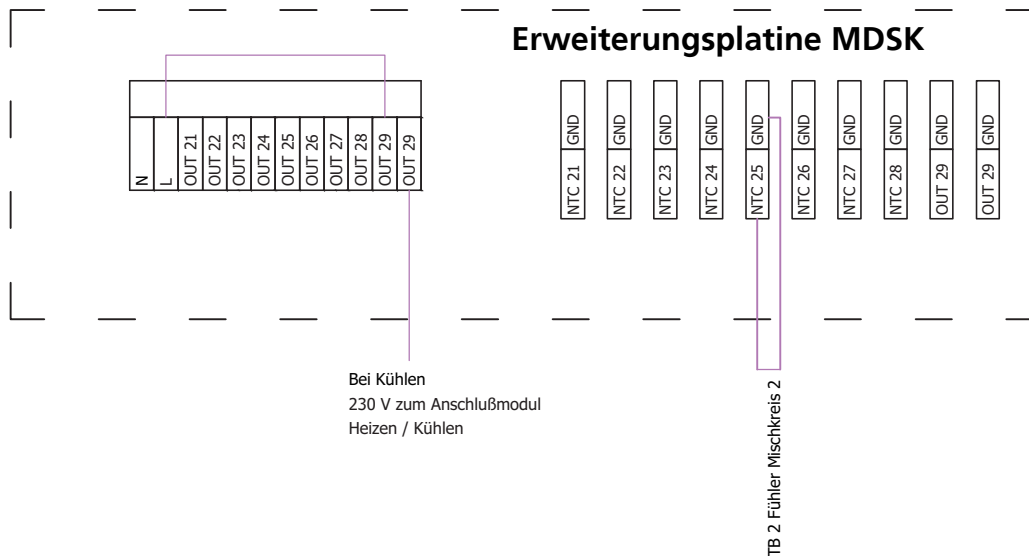 Erweiterungsplatine MDSK
N
L
OUT 21
OUT 22
OUT 23
OUT 24
OUT 25
OUT 26
OUT 27
OUT 28
OUT 29
OUT 29
GND
GND
GND
GND
GND
GND
GND
GND
GND
GND
NTC 21
NTC 22
NTC 23
NTC 24
NTC 25
NTC 26
NTC 27
NTC 28
OUT 29
OUT 29
Bei Kühlen
230 V zum Anschlußmodul
Heizen / Kühlen
TB 2 Fühler Mischkreis 2